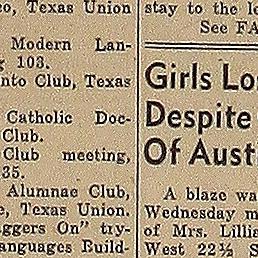 co, Texas Union
Modern Lan-
g 103.
nto Club, Texas
Catholic Doc-
Club.
Club meeting,
35.
Alumnae Club,
e, Texas Union.
ggers On" try-
anguages Build-
stay to the le
See FA
Girls Lo
Despite
Of Aust
A blaze wa
Wednesday m
of Mrs. Lillia
West 22½ S